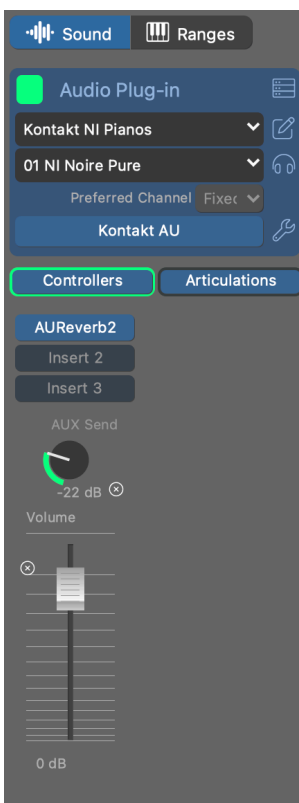 Sound Ranges
Audio Plug-in
Kontakt NI Pianos
01 NI Noire Pure
Preferred Channel Fixec
Kontakt AU
Controllers Articulations
AUReverb2
Insert 2
Insert 3
AUX Send
-22 dB
Volume
0 dB